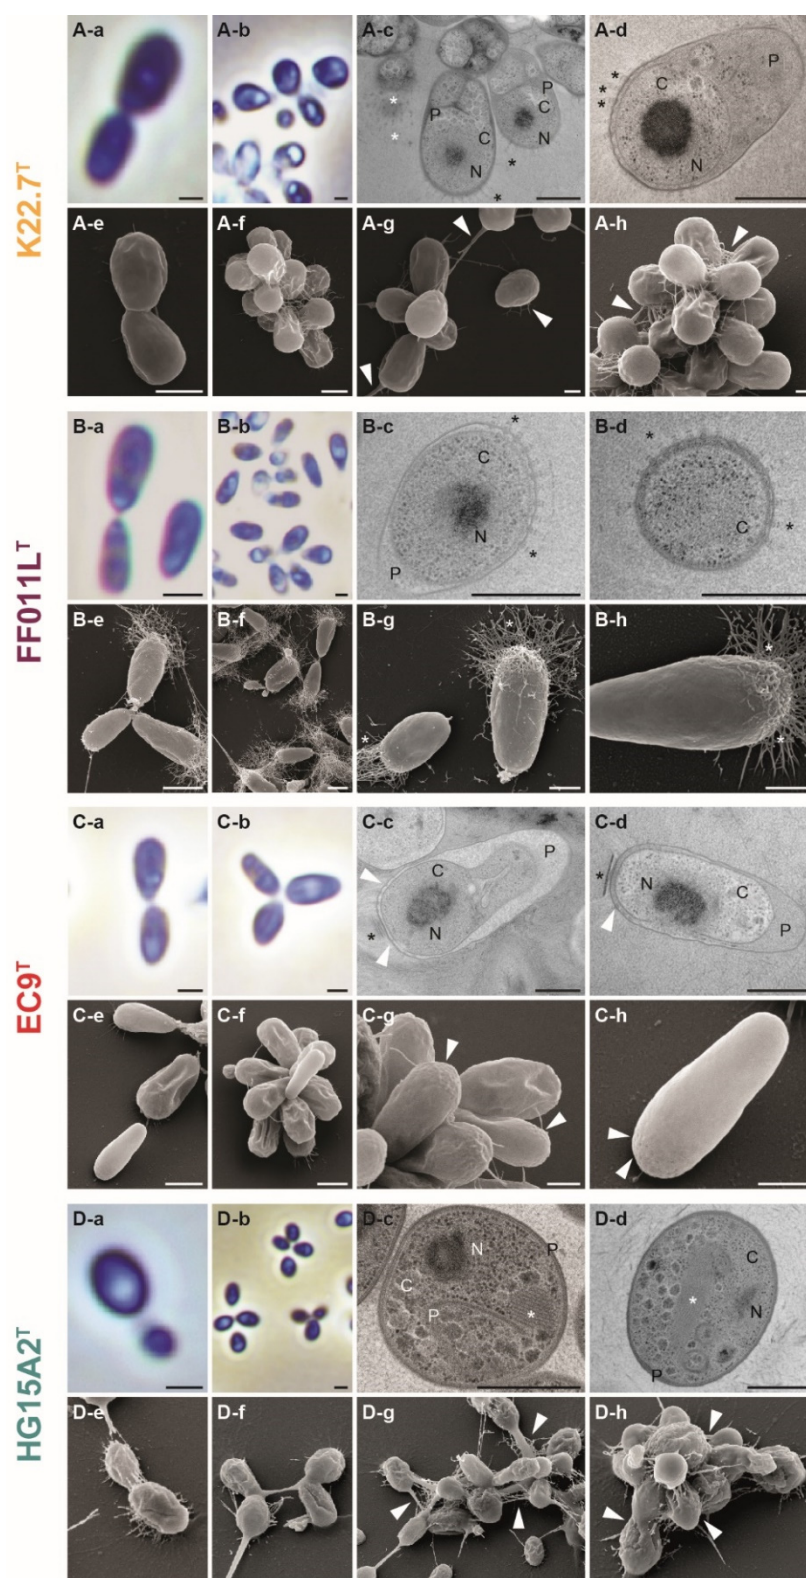 K22.7ᵀ
A-a A-b A-c A-d
P C N P C N
C P N
A-e A-f A-g A-h
FF011Lᵀ
B-a B-b B-c B-d
C N P
C
B-e B-f B-g B-h
EC9ᵀ
C-a C-b C-c C-d
C P N
N C P
C-e C-f C-g C-h
HG15A2ᵀ
D-a D-b D-c D-d
N P C P
C N P
D-e D-f D-g D-h